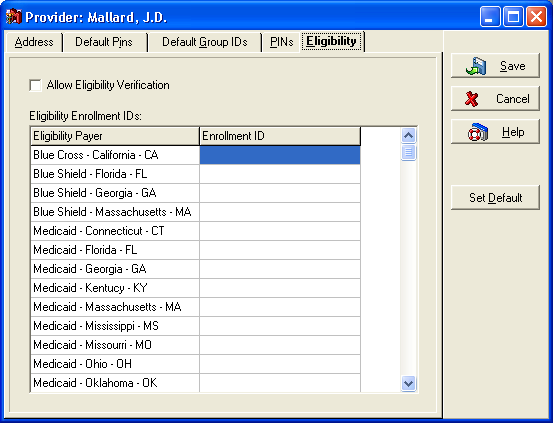 Provider: Mallard, J.D.
Address Default Pins Default Group IDs PINs Eligibility
Allow Eligibility Verification
Eligibility Enrollment IDs:
Eligibility Payer Enrollment ID
Blue Cross - California - CA
Blue Shield - Florida - FL
Blue Shield - Georgia - GA
Blue Shield - Massachusetts - MA
Medicaid - Connecticut - CT
Medicaid - Florida - FL
Medicaid - Georgia - GA
Medicaid - Kentucy - KY
Medicaid - Massachusetts - MA
Medicaid - Mississippi - MS
Medicaid - Missourri - MO
Medicaid - Ohio - OH
Medicaid - Oklahoma - OK
Save
Cancel
Help
Set Default